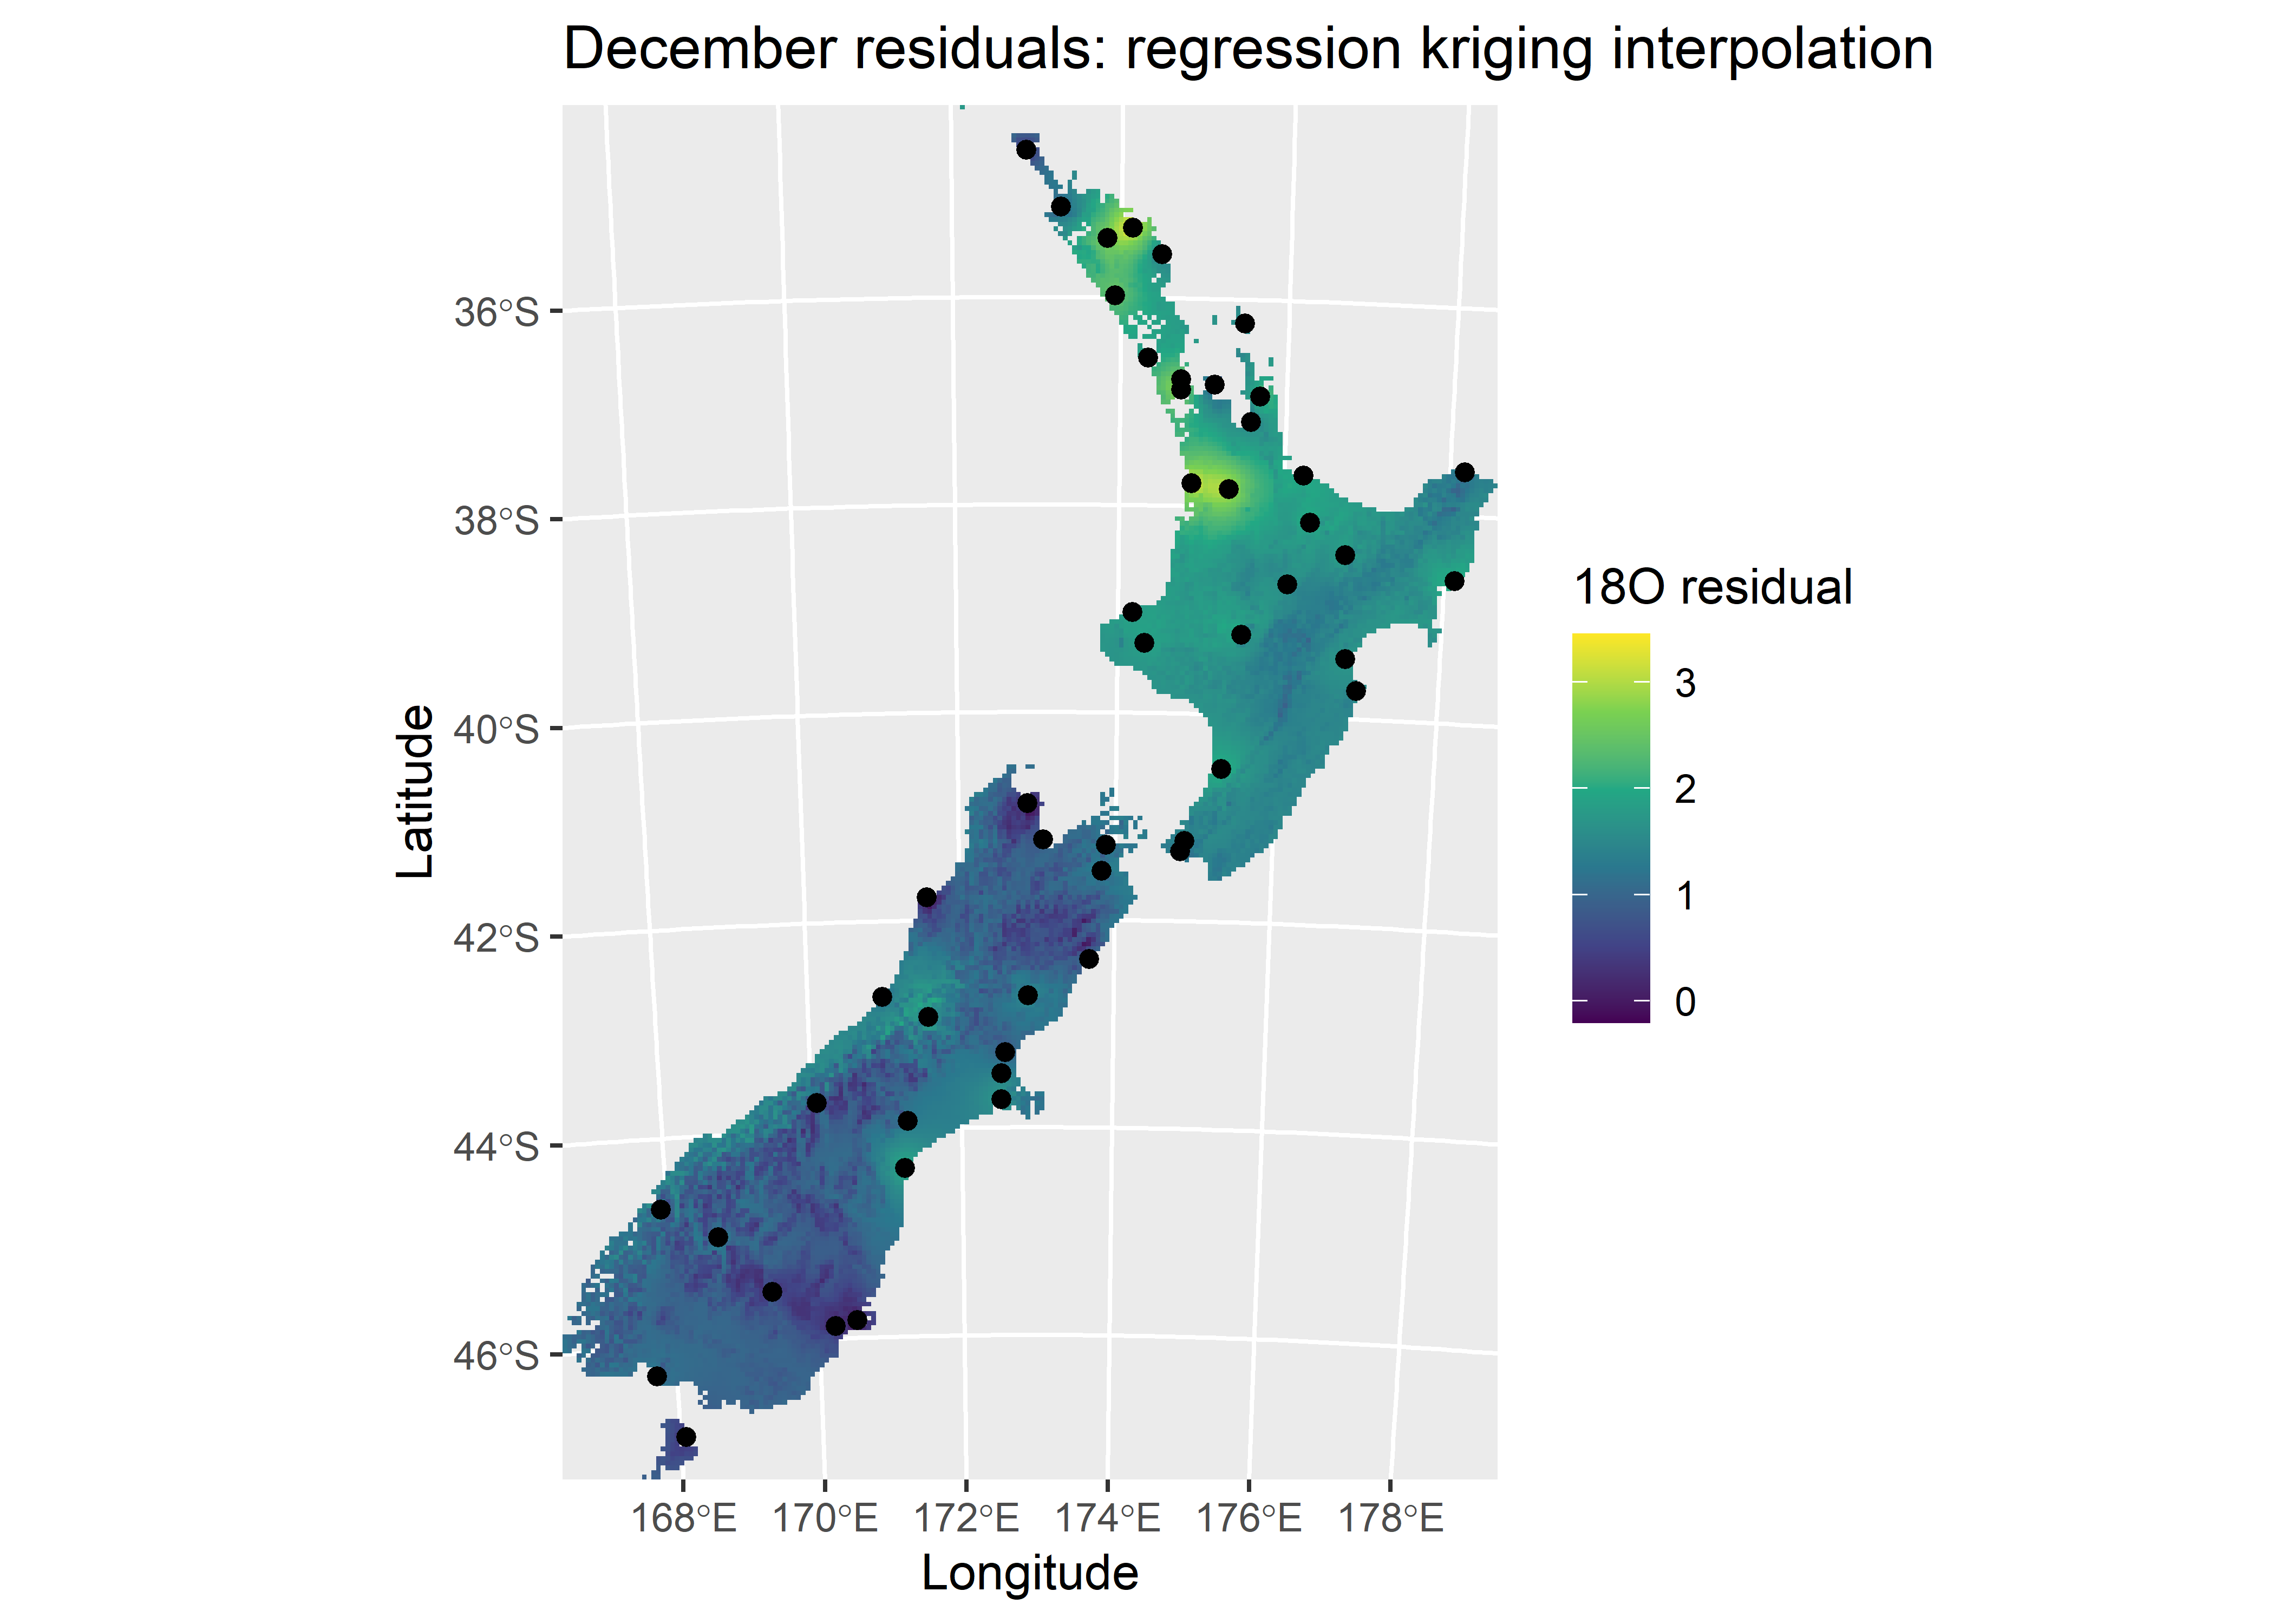 December residuals: regression kriging interpolation
36°S
38°S
40°S
42°S
44°S
46°S
Latitude
168°E 170°E 172°E 174°E 176°E 178°E
Longitude
18O residual
3
2
1
0